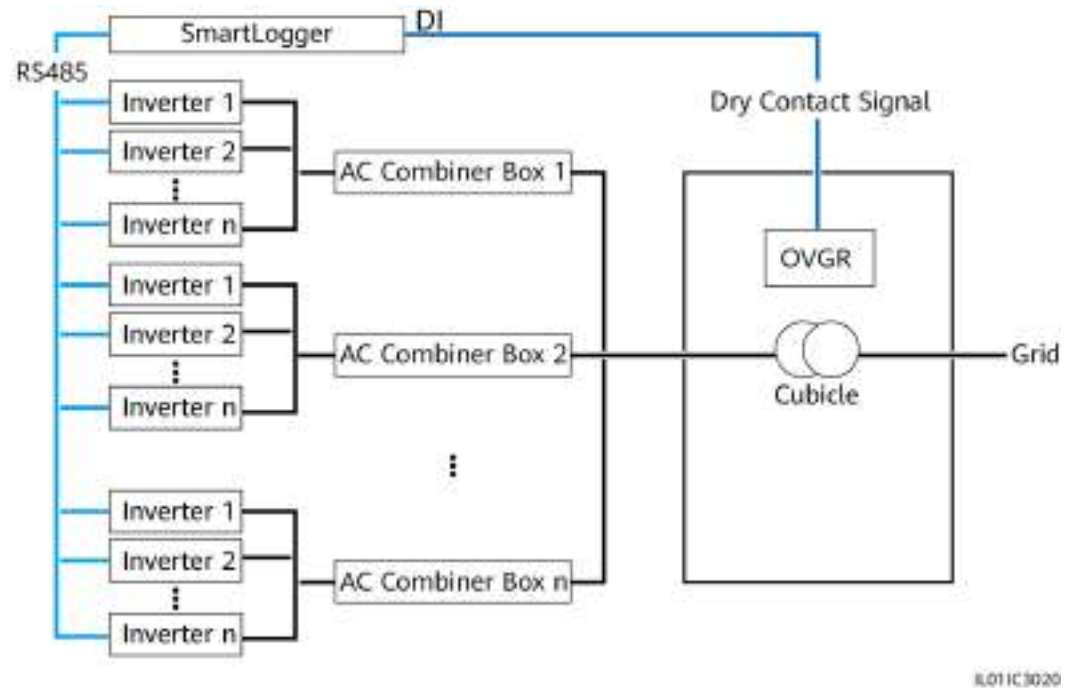 SmartLogger
DI
RS485
Dry Contact Signal
Inverter 1
Inverter 2
Inverter n
AC Combiner Box 1
OVGR
Inverter 1
Inverter 2
Inverter n
AC Combiner Box 2
Cubicle
Grid
Inverter 1
Inverter 2
Inverter n
AC Combiner Box n
IL01IC3020